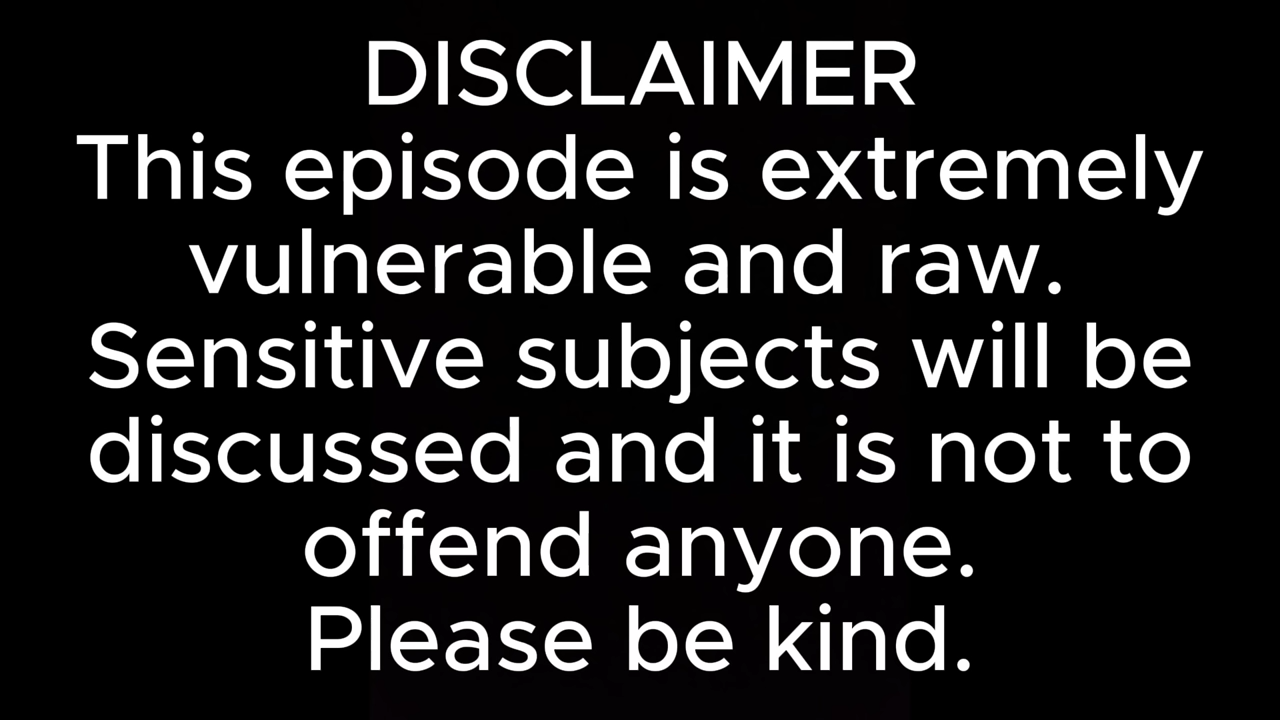 DISCLAIMER
This episode is extremely
vulnerable and raw.
Sensitive subjects will be
discussed and it is not to
offend anyone.
Please be kind.